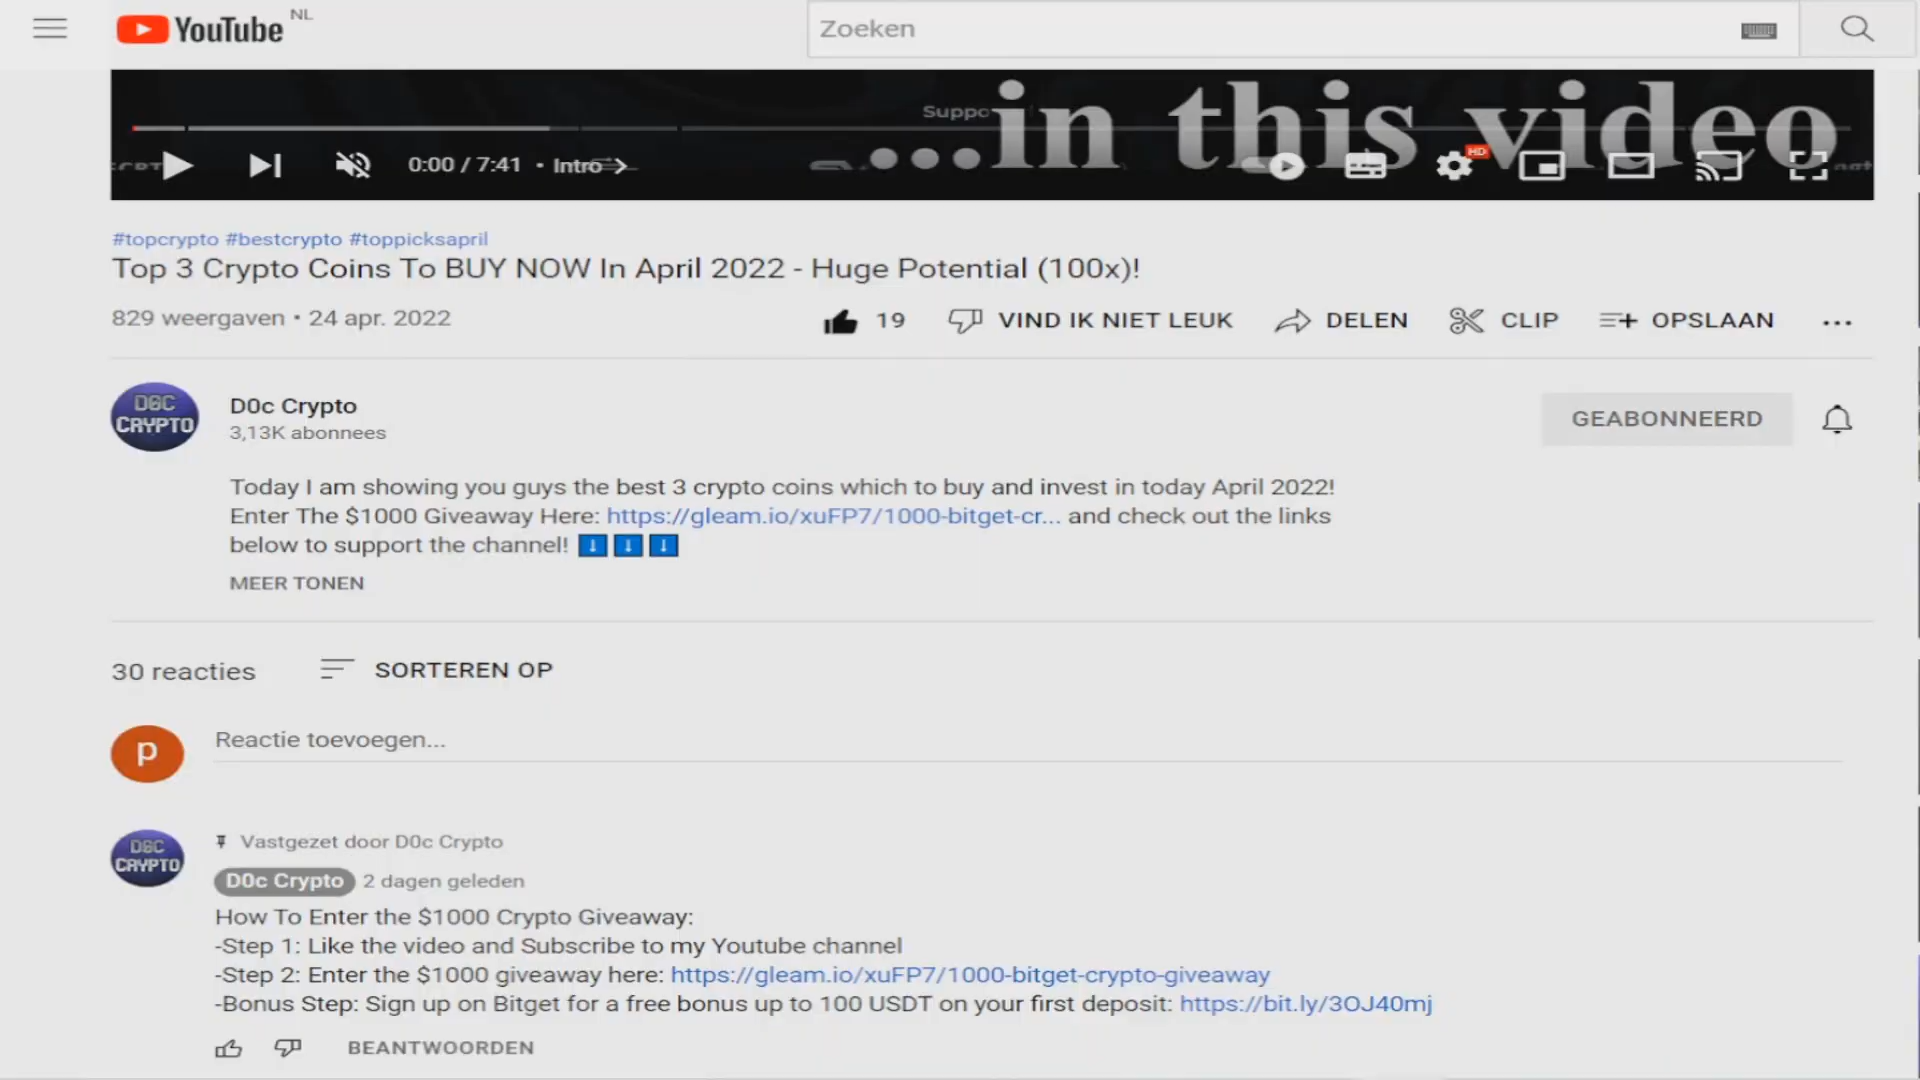 YouTube NL
Zoeken
Suppo
...in this video
0:00 / 7:41 • Intro
HD
#topcrypto #bestcrypto #toppicksapril
Top 3 Crypto Coins To BUY NOW In April 2022 - Huge Potential (100x)!
829 weergaven • 24 apr. 2022
19 VIND IK NIET LEUK DELEN CLIP OPSLAAN ...
D0C CRYPTO
D0c Crypto
3,13K abonnees
GEABONNEERD
Today I am showing you guys the best 3 crypto coins which to buy and invest in today April 2022!
Enter The $1000 Giveaway Here: https://gleam.io/xuFP7/1000-bitget-cr... and check out the links
below to support the channel! ⬇️⬇️⬇️
MEER TONEN
30 reacties SORTEREN OP
p
Reactie toevoegen...
D0C CRYPTO
Vastgezet door D0c Crypto
D0c Crypto 2 dagen geleden
How To Enter the $1000 Crypto Giveaway:
-Step 1: Like the video and Subscribe to my Youtube channel
-Step 2: Enter the $1000 giveaway here: https://gleam.io/xuFP7/1000-bitget-crypto-giveaway
-Bonus Step: Sign up on Bitget for a free bonus up to 100 USDT on your first deposit: https://bit.ly/3OJ40mj
BEANTWOORDEN